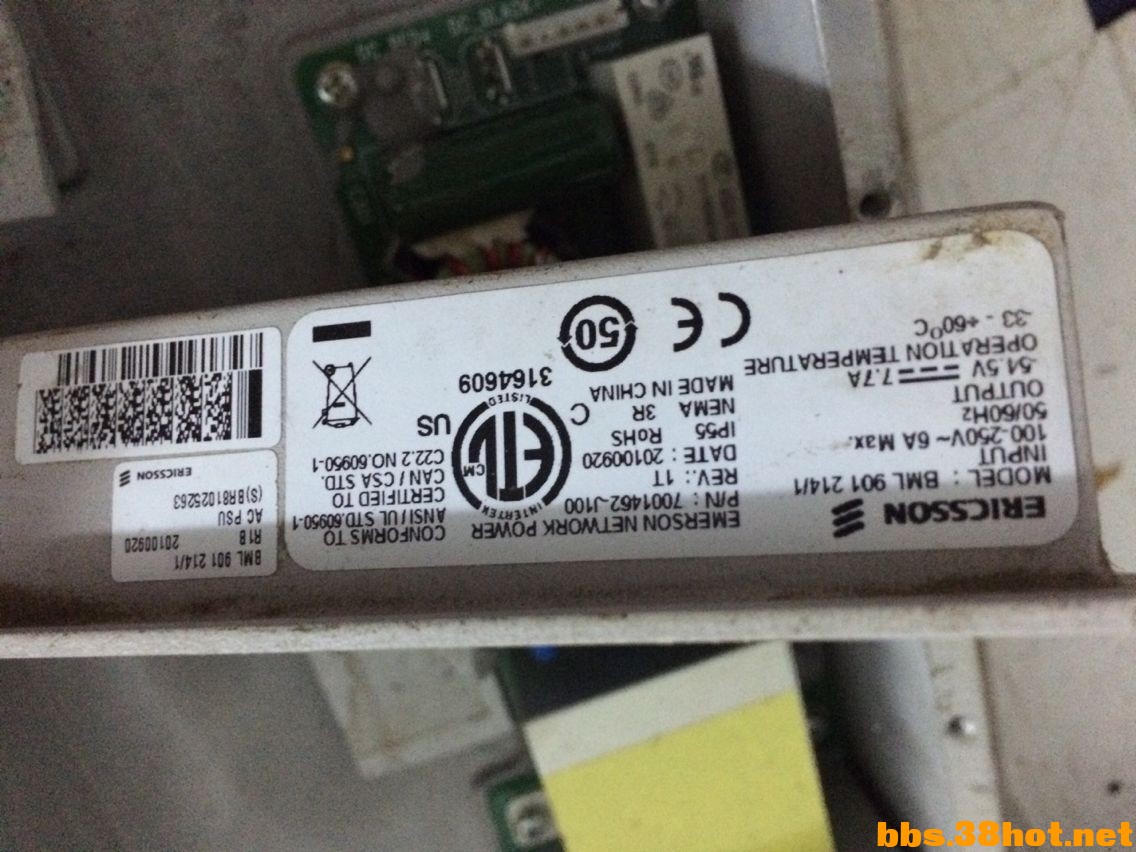 ERICSSON
MODEL : BML 901 214/1
INPUT
100-250V~ 6A Max.
50/60Hz
OUTPUT
-54.5V 7.7A
OPERATION TEMPERATURE
-33 - +60°C
EMERSON NETWORK POWER
P/N : 7001462-J100
REV.: 1T
DATE : 20100920
IP55 RoHS
NEMA 3R
MADE IN CHINA
CE
50
INTERTEK
ETL
CM
LISTED
C US
3164609
CONFORMS TO
ANSI / UL STD.60950-1
CERTIFIED TO
CAN / CSA STD.
C22.2 NO.60950-1
BML 901 214/1
R1B 20100920
AC PSU
(S)BR81025263
ERICSSON
bbs.38hot.net